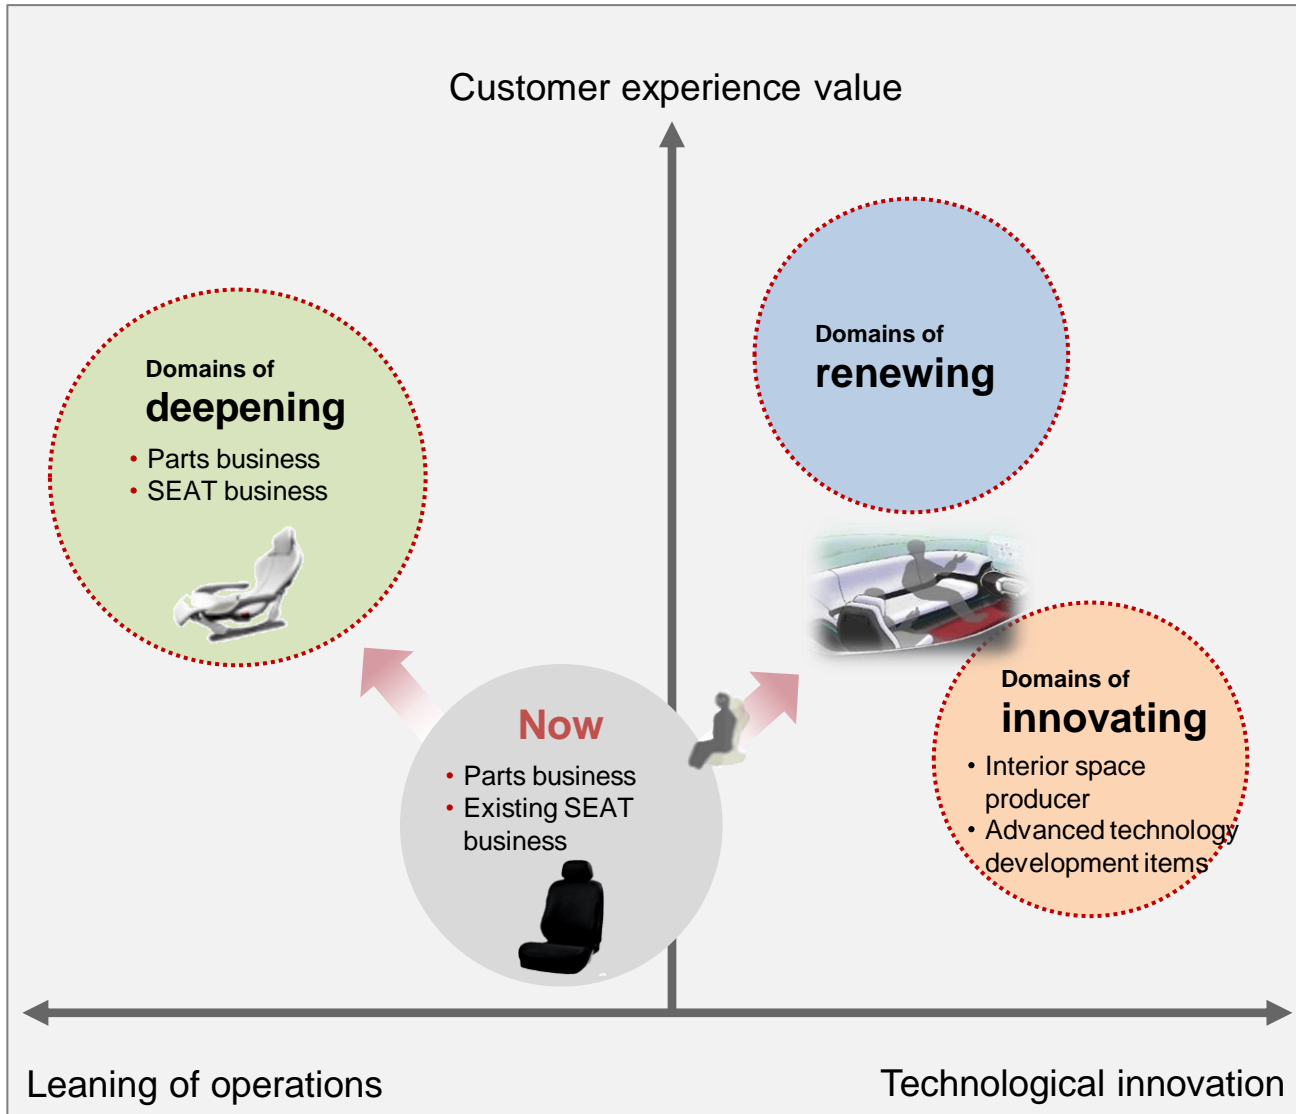 Customer experience value
Domains of
renewing
Domains of
deepening
• Parts business
• SEAT business
Domains of
innovating
• Interior space
producer
• Advanced technology
development items
Now
• Parts business
• Existing SEAT
business
Leaning of operations
Technological innovation